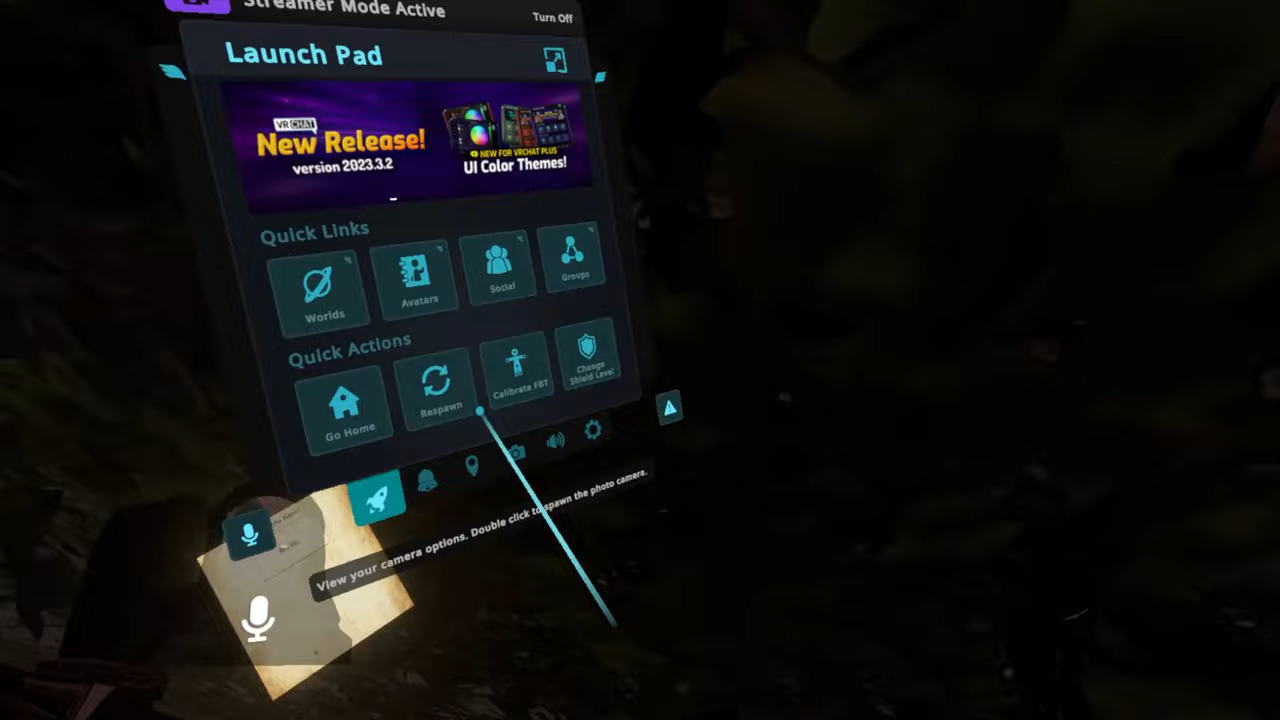 Streamer Mode Active
Turn Off
Launch Pad
VRCHAT
New Release!
version 2023.3.2
NEW FOR VRCHAT PLUS
UI Color Themes!
Quick Links
Worlds
Avatars
Social
Groups
Quick Actions
Go Home
Respawn
Calibrate FBT
Change
Shield Level
View your camera options. Double click to spawn the photo camera.